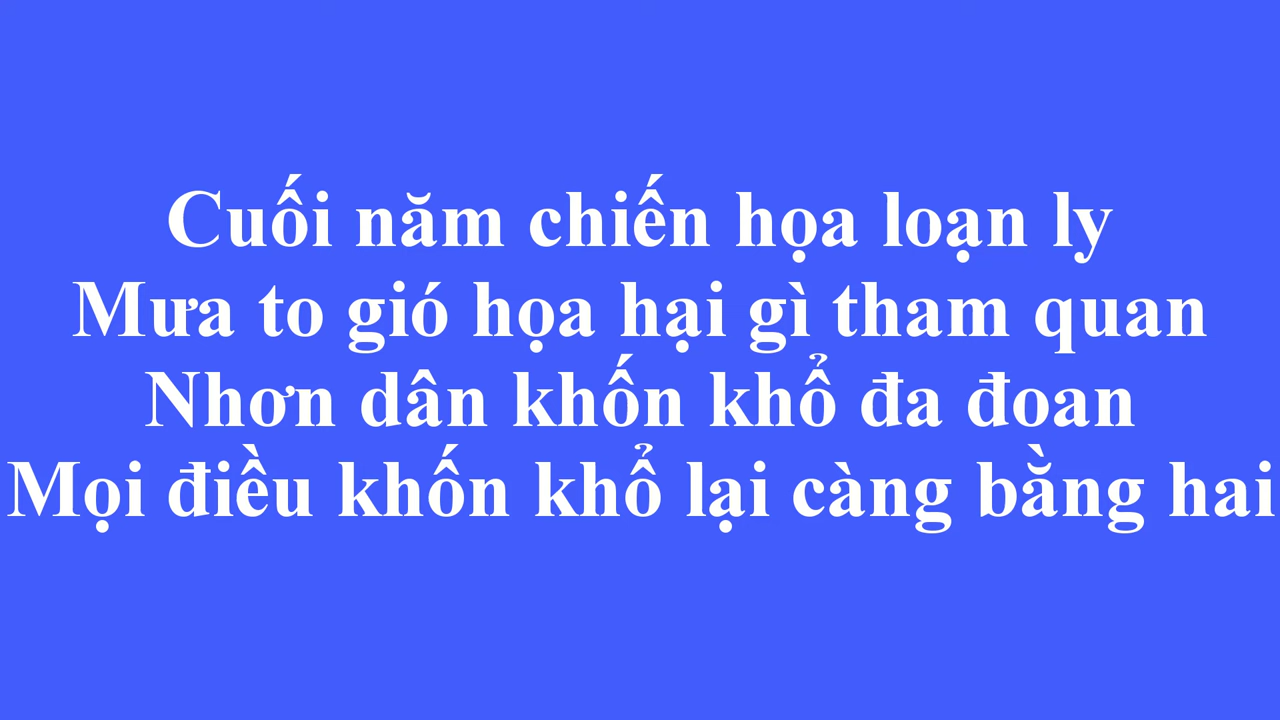 Cuối năm chiến họa loạn ly
Mưa to gió họa hại gì tham quan
Nhơn dân khốn khổ đa đoan
Mọi điều khốn khổ lại càng bằng hai